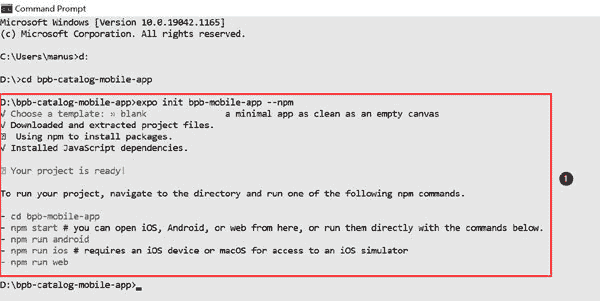 Command Prompt
Microsoft Windows [Version 10.0.19042.1165]
(c) Microsoft Corporation. All rights reserved.
C:\Users\manus>d:
D:\>cd bpb-catalog-mobile-app
D:\bpb-catalog-mobile-app>expo init bpb-mobile-app --npm
√ Choose a template: » blank a minimal app as clean as an empty canvas
√ Downloaded and extracted project files.
⍰ Using npm to install packages.
√ Installed JavaScript dependencies.
⍰ Your project is ready!
To run your project, navigate to the directory and run one of the following npm commands.
- cd bpb-mobile-app
- npm start # you can open iOS, Android, or web from here, or run them directly with the commands below.
- npm run android
- npm run ios # requires an iOS device or macOS for access to an iOS simulator
- npm run web
1
D:\bpb-catalog-mobile-app>